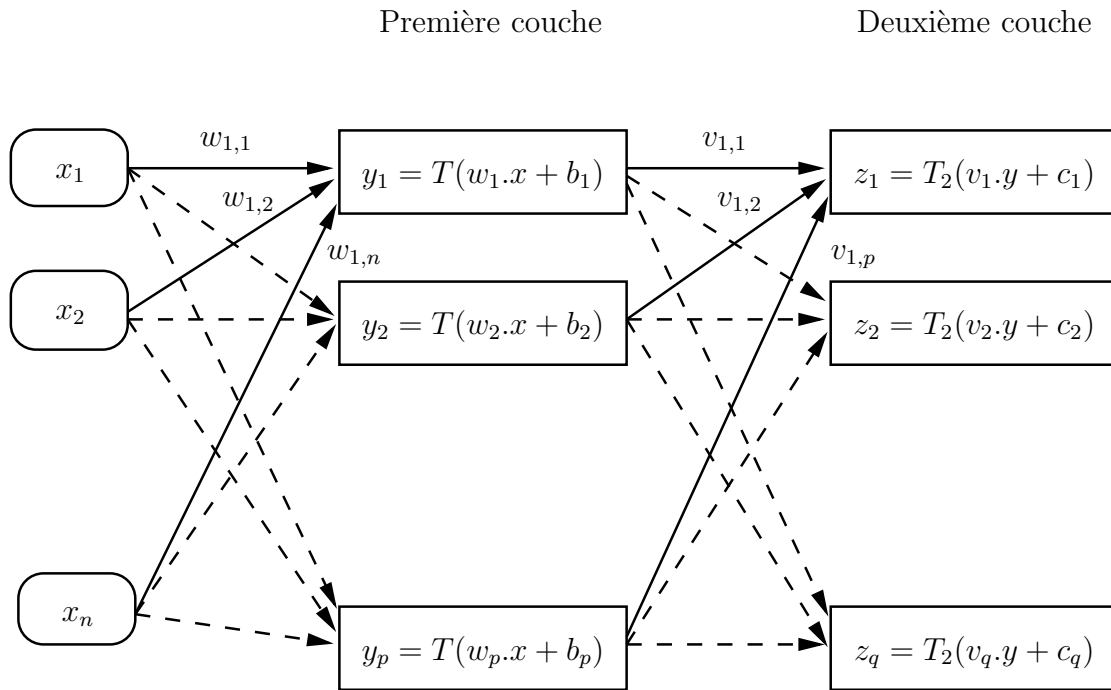 Première couche Deuxième couche
x_1 w_{1,1} y_1 = T(w_1.x + b_1) v_{1,1} z_1 = T_2(v_1.y + c_1)
w_{1,2} v_{1,2}
w_{1,n} v_{1,p}
x_2 y_2 = T(w_2.x + b_2) z_2 = T_2(v_2.y + c_2)
x_n y_p = T(w_p.x + b_p) z_q = T_2(v_q.y + c_q)